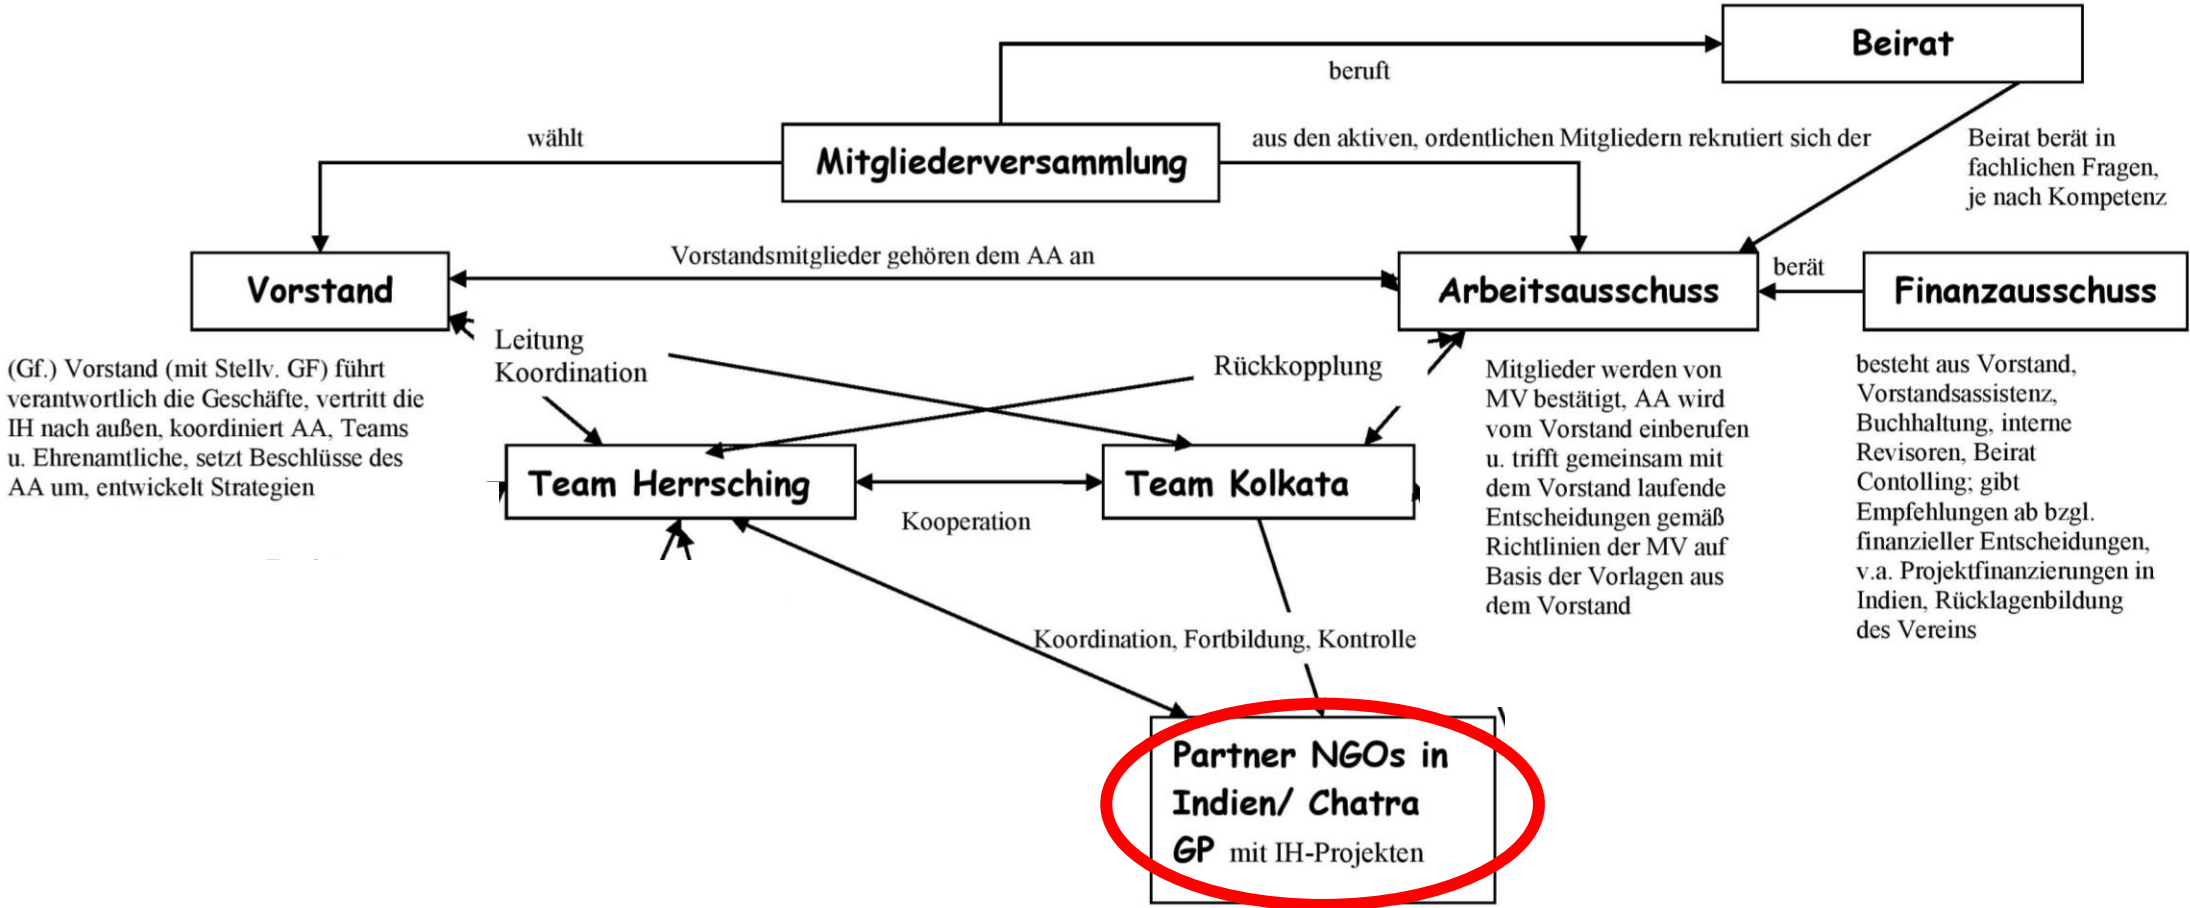 Beirat
beruft
wählt
Mitgliederversammlung
aus den aktiven, ordentlichen Mitgliedern rekrutiert sich der
Beirat berät in
fachlichen Fragen,
je nach Kompetenz
Vorstand
Vorstandsmitglieder gehören dem AA an
Arbeitsausschuss
berät
Finanzausschuss
(Gf.) Vorstand (mit Stellv. GF) führt
verantwortlich die Geschäfte, vertritt die
IH nach außen, koordiniert AA, Teams
u. Ehrenamtliche, setzt Beschlüsse des
AA um, entwickelt Strategien
Leitung
Koordination
Rückkopplung
Mitglieder werden von
MV bestätigt, AA wird
vom Vorstand einberufen
u. trifft gemeinsam mit
dem Vorstand laufende
Entscheidungen gemäß
Richtlinien der MV auf
Basis der Vorlagen aus
dem Vorstand
besteht aus Vorstand,
Vorstandsassistenz,
Buchhaltung, interne
Revisoren, Beirat
Contolling; gibt
Empfehlungen ab bzgl.
finanzieller Entscheidungen,
v.a. Projektfinanzierungen in
Indien, Rücklagenbildung
des Vereins
Team Herrsching
Kooperation
Team Kolkata
Koordination, Fortbildung, Kontrolle
Partner NGOs in
Indien/ Chatra
GP mit IH-Projekten